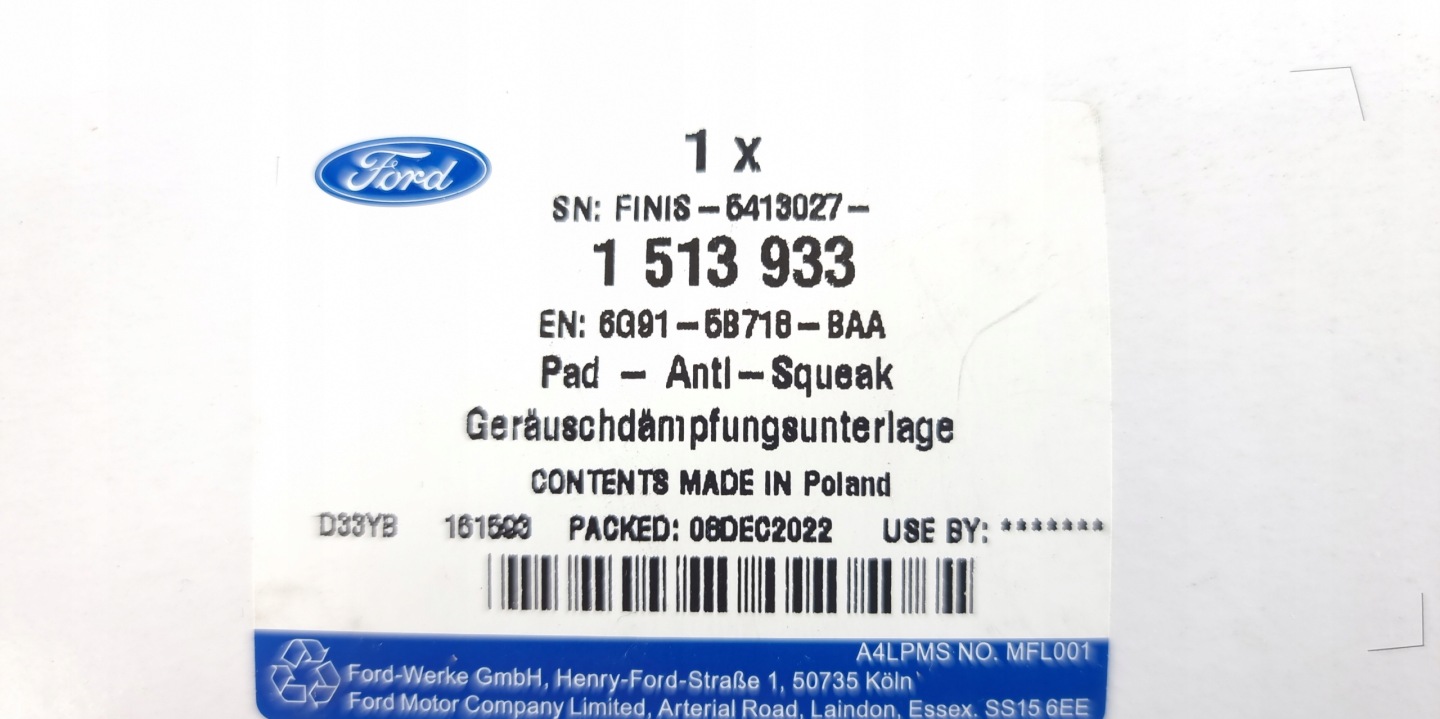 Ford
1 x
SN: FINIS-6413027-
1 513 933
EN: 6G91-5B718-BAA
Pad - Anti-Squeak
Geräuschdämpfungsunterlage
CONTENTS MADE IN Poland
D33YB 161593 PACKED: 06DEC2022 USE BY: *******
A4LPMS NO. MFL001
Ford-Werke GmbH, Henry-Ford-Straße 1, 50735 Köln
Ford Motor Company Limited, Arterial Road, Laindon, Essex. SS15 6EE